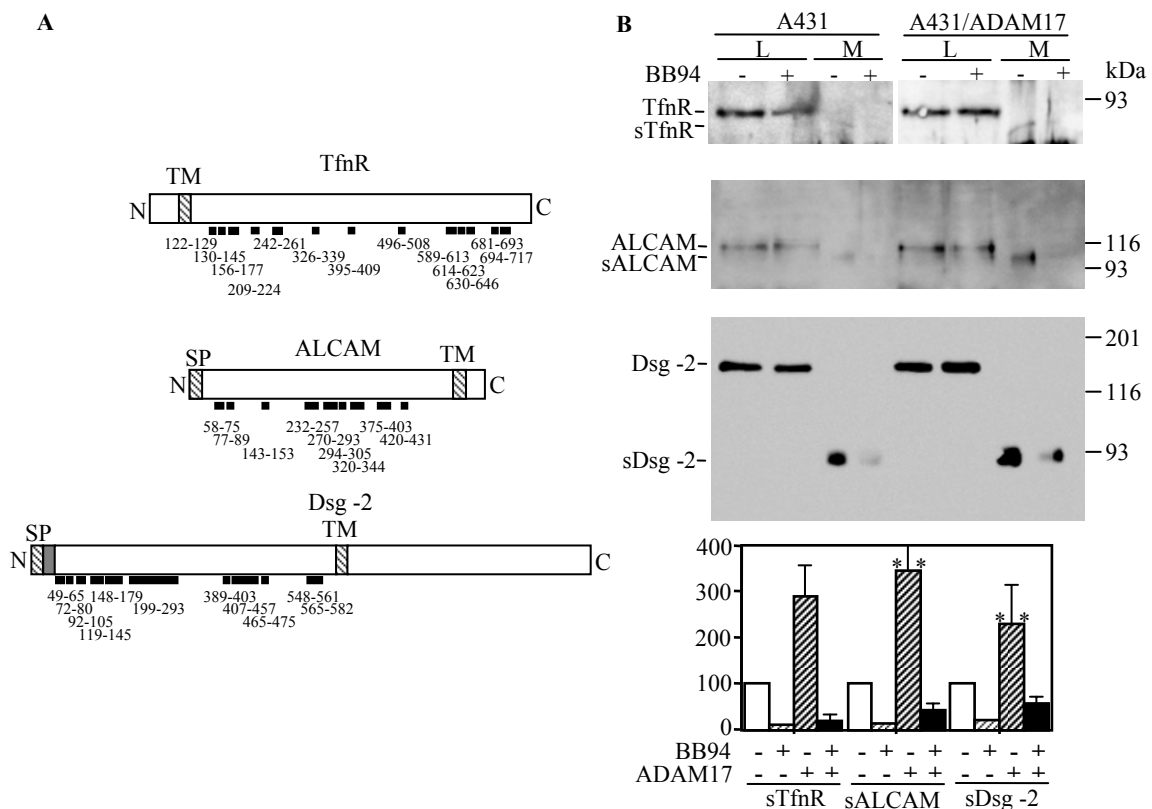 A
TfnR
TM
N
C
122-129
242-261
496-508
681-693
130-145
326-339
589-613
694-717
156-177
395-409
614-623
209-224
630-646
SP
ALCAM
TM
N
C
58-75
232-257
375-403
77-89
270-293
420-431
143-153
294-305
320-344
Dsg -2
SP
TM
N
C
49-65
148-179
389-403
548-561
72-80
199-293
407-457
565-582
92-105
465-475
119-145
B
A431
A431/ADAM17
L
M
L
M
BB94
- + - + - + - +
kDa
TfnR
93
sTfnR
ALCAM
116
sALCAM
93
201
Dsg -2
116
sDsg -2
93
400
* *
300
* *
200
100
0
BB94
- + - + - + - + - + - +
ADAM17
- - + + - - + + - - + +
sTfnR
sALCAM
sDsg -2